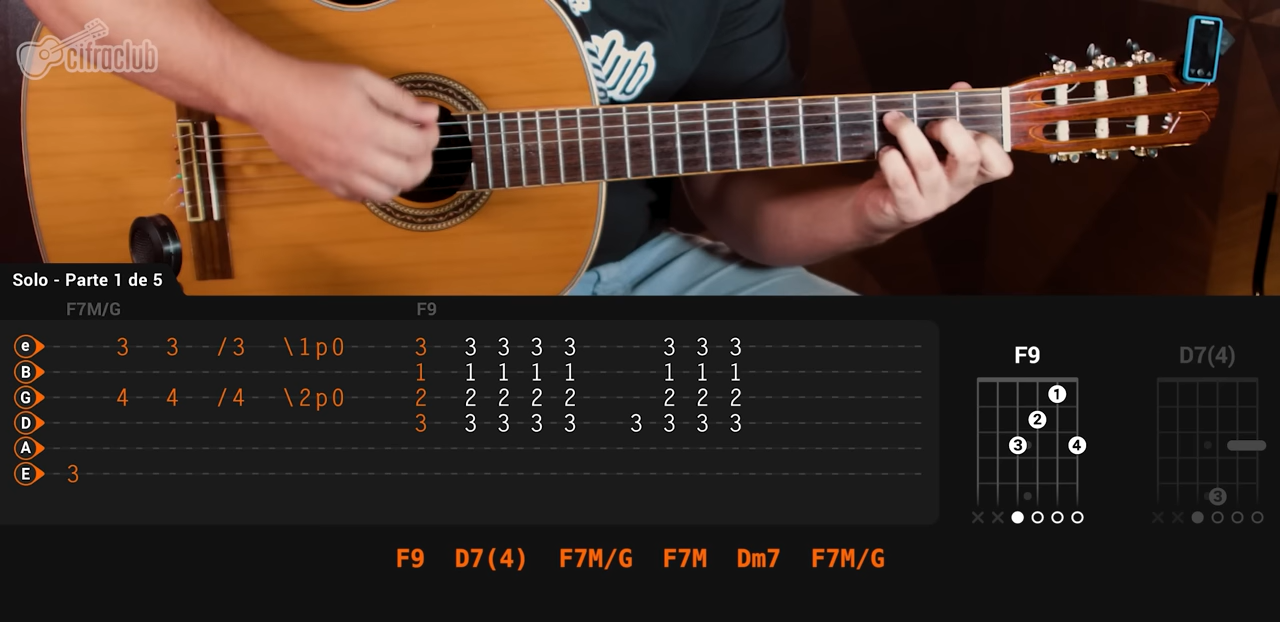 cifraclub
Solo - Parte 1 de 5
F7M/G F9
e 3 3 /3 \1p0 3 3 3 3 3 3 3 3
B 1 1 1 1 1 1 1 1
G 4 4 /4 \2p0 2 2 2 2 2 2 2 2
D 3 3 3 3 3 3 3 3 3
A
E 3
F9
1
2
3 4
X X
D7(4)
3
X X
F9 D7(4) F7M/G F7M Dm7 F7M/G